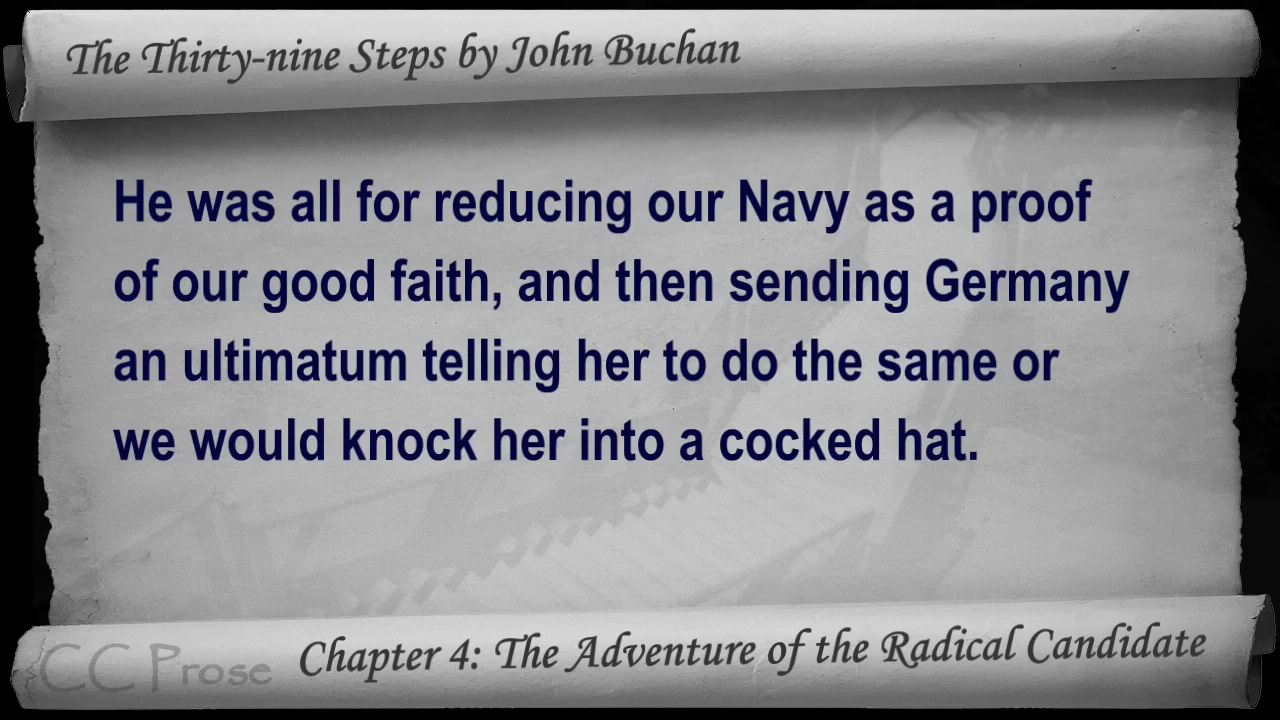 The Thirty-nine Steps by John Buchan
He was all for reducing our Navy as a proof
of our good faith, and then sending Germany
an ultimatum telling her to do the same or
we would knock her into a cocked hat.
CC Prose
Chapter 4: The Adventure of the Radical Candidate